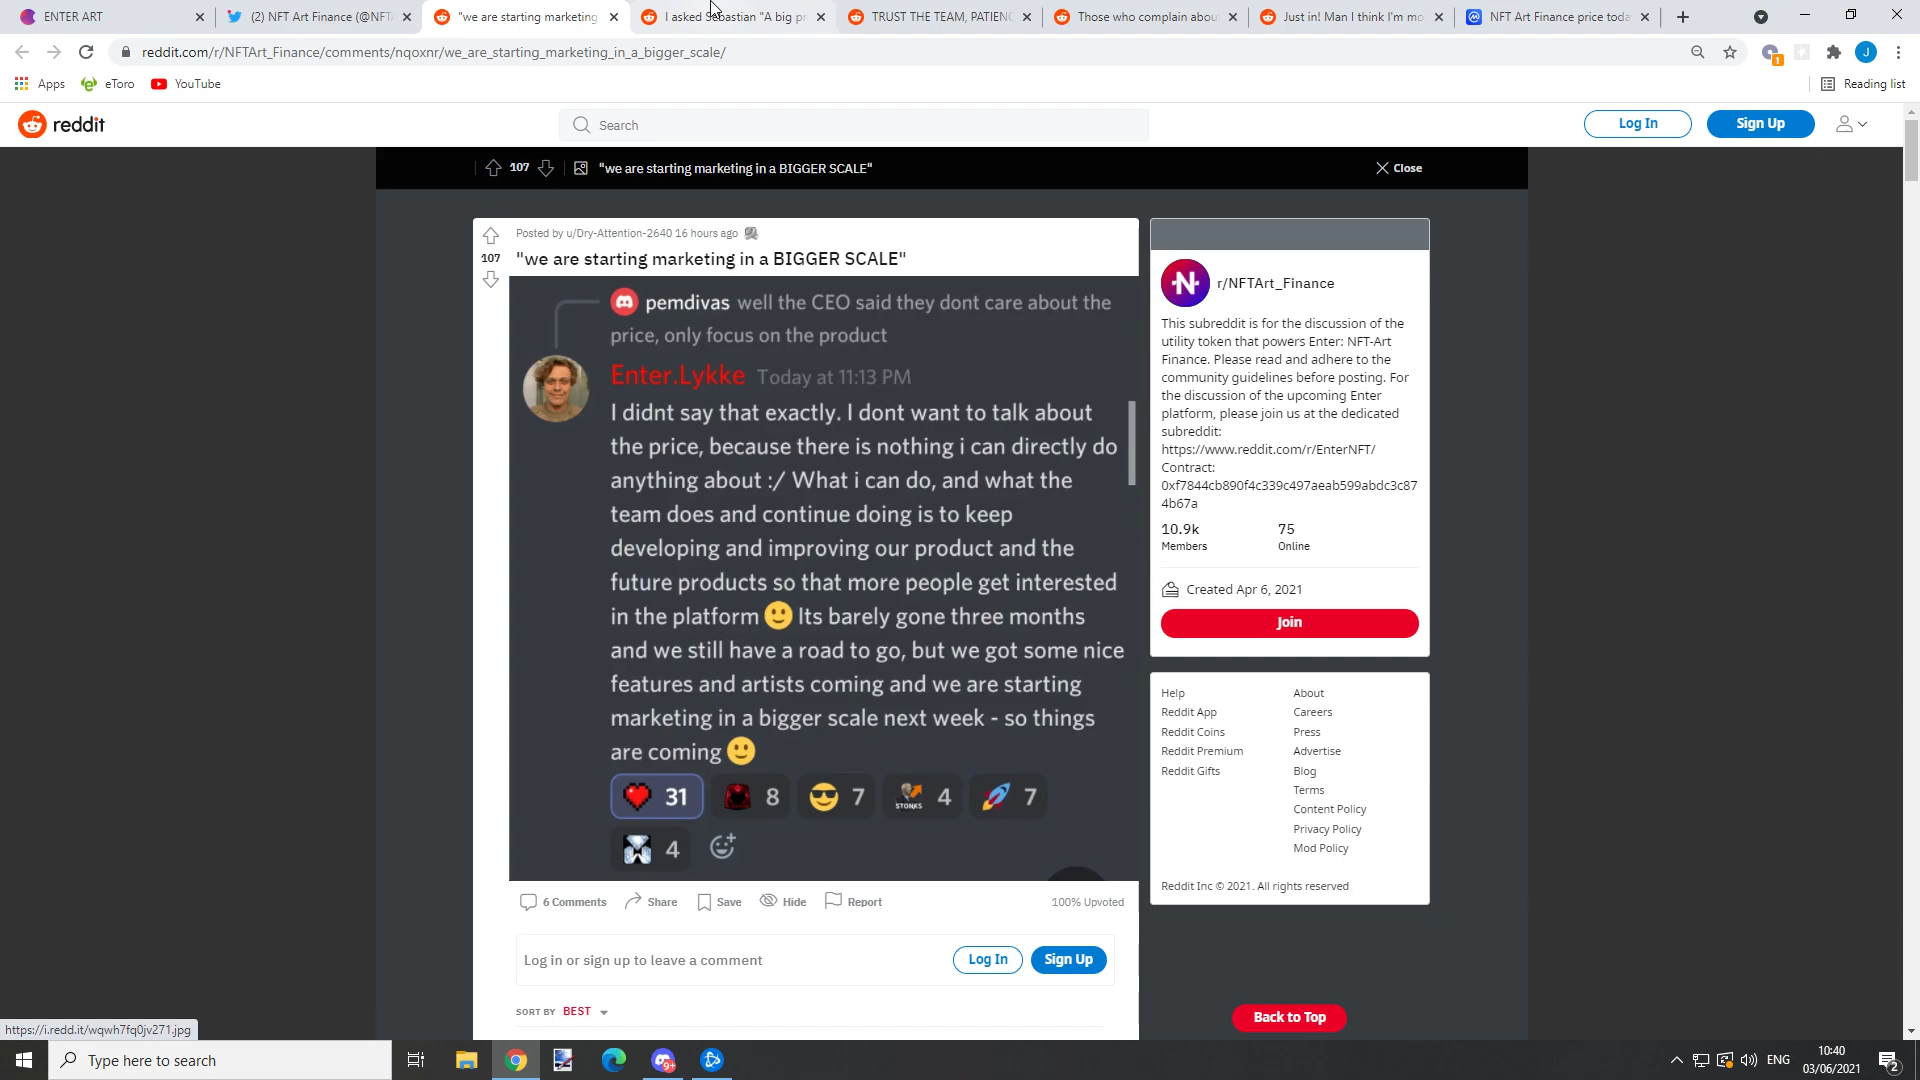 ENTER ART
(2) NFT Art Finance (@NFTA
"we are starting marketing
I asked Sebastian "A big pr
TRUST THE TEAM, PATIENC
Those who complain about
Just in! Man I think I'm mo
NFT Art Finance price toda
reddit.com/r/NFTArt_Finance/comments/nqoxnr/we_are_starting_marketing_in_a_bigger_scale/
1
J
Apps
eToro
YouTube
Reading list
reddit
Search
Log In
Sign Up
107
"we are starting marketing in a BIGGER SCALE"
Close
Posted by u/Dry-Attention-2640 16 hours ago
107
"we are starting marketing in a BIGGER SCALE"
pemdivas well the CEO said they dont care about the
price, only focus on the product
Enter.Lykke Today at 11:13 PM
I didnt say that exactly. I dont want to talk about
the price, because there is nothing i can directly do
anything about :/ What i can do, and what the
team does and continue doing is to keep
developing and improving our product and the
future products so that more people get interested
in the platform 🙂 Its barely gone three months
and we still have a road to go, but we got some nice
features and artists coming and we are starting
marketing in a bigger scale next week - so things
are coming 🙂
31
8
7
STONKS 4
7
4
6 Comments
Share
Save
Hide
Report
100% Upvoted
Log in or sign up to leave a comment
Log In
Sign Up
SORT BY BEST
N
r/NFTArt_Finance
This subreddit is for the discussion of the
utility token that powers Enter: NFT-Art
Finance. Please read and adhere to the
community guidelines before posting. For
the discussion of the upcoming Enter
platform, please join us at the dedicated
subreddit:
https://www.reddit.com/r/EnterNFT/
Contract:
0xf7844cb890f4c339c497aeab599abdc3c87
4b67a
10.9k
75
Members
Online
Created Apr 6, 2021
Join
Help
About
Reddit App
Careers
Reddit Coins
Press
Reddit Premium
Advertise
Reddit Gifts
Blog
Terms
Content Policy
Privacy Policy
Mod Policy
Reddit Inc © 2021. All rights reserved
Back to Top
https://i.redd.it/wqwh7fq0jv271.jpg
Type here to search
9+
ENG
10:40
03/06/2021
2